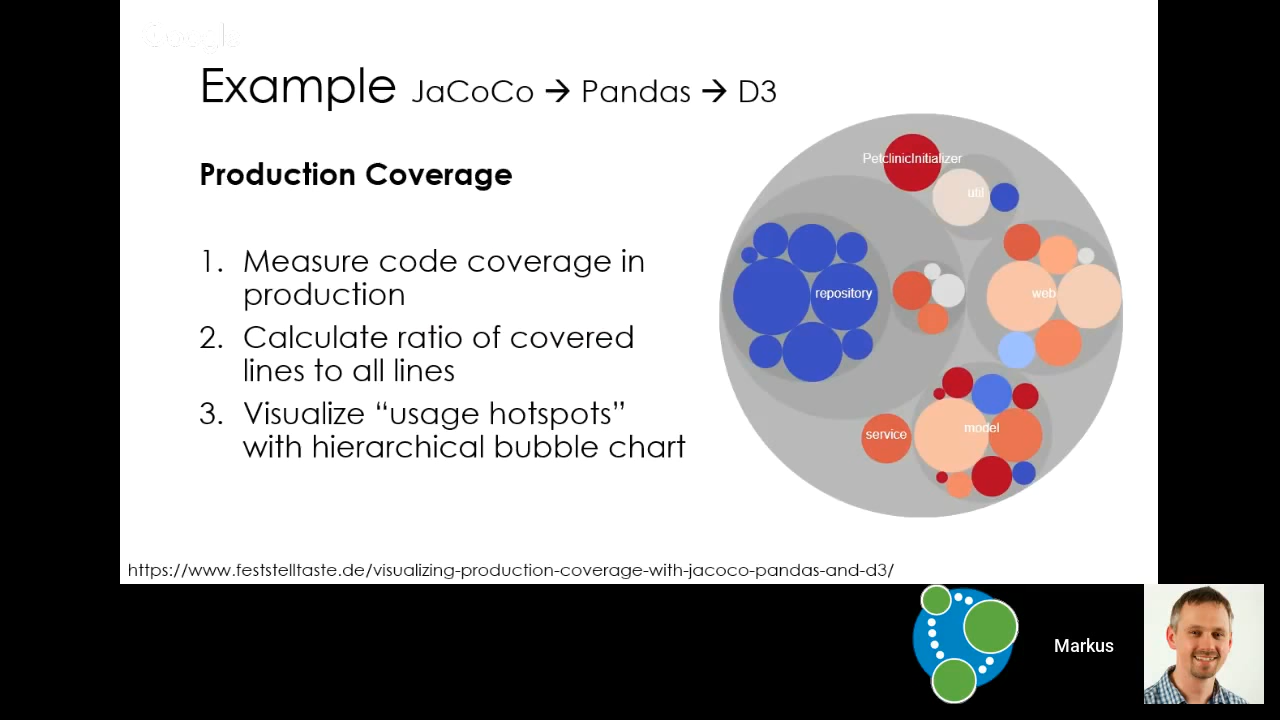 Google
Example JaCoCo → Pandas → D3
Production Coverage
1. Measure code coverage in
production
2. Calculate ratio of covered
lines to all lines
3. Visualize “usage hotspots”
with hierarchical bubble chart
PetclinicInitializer
util
repository
web
service
model
https://www.feststelltaste.de/visualizing-production-coverage-with-jacoco-pandas-and-d3/
Markus